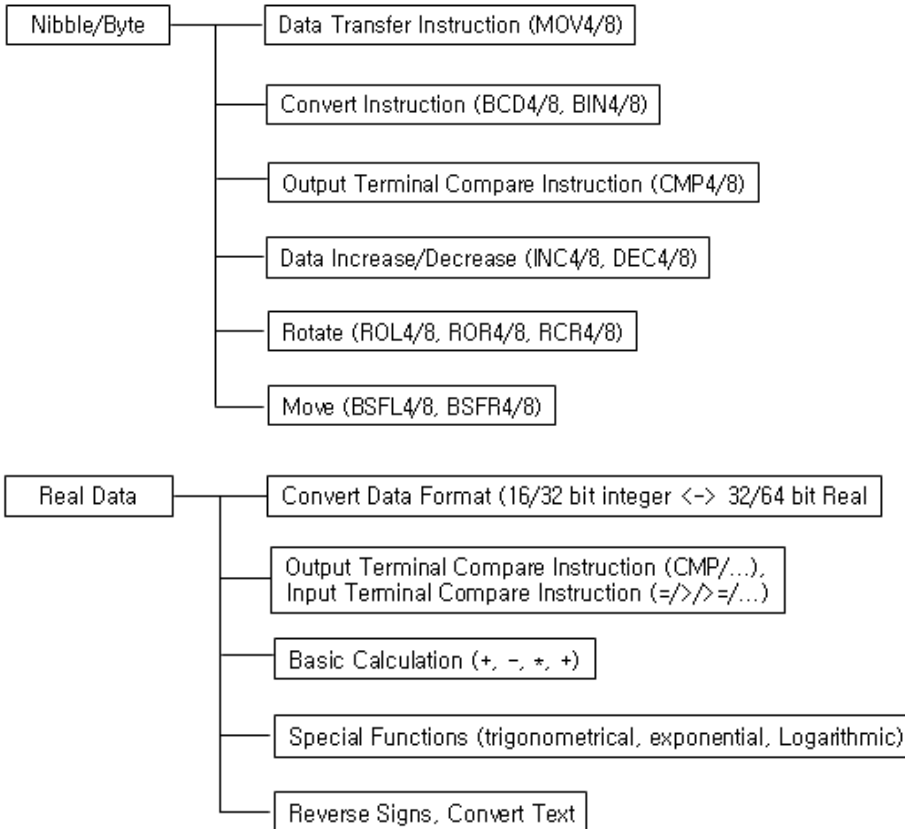 Nibble/Byte
Data Transfer Instruction (MOV4/8)
Convert Instruction (BCD4/8, BIN4/8)
Output Terminal Compare Instruction (CMP4/8)
Data Increase/Decrease (INC4/8, DEC4/8)
Rotate (ROL4/8, ROR4/8, RCR4/8)
Move (BSFL4/8, BSFR4/8)
Real Data
Convert Data Format (16/32 bit integer <-> 32/64 bit Real
Output Terminal Compare Instruction (CMP/...),
Input Terminal Compare Instruction (=/>/>=/...)
Basic Calculation (+, -, *, +)
Special Functions (trigonometrical, exponential, Logarithmic)
Reverse Signs, Convert Text